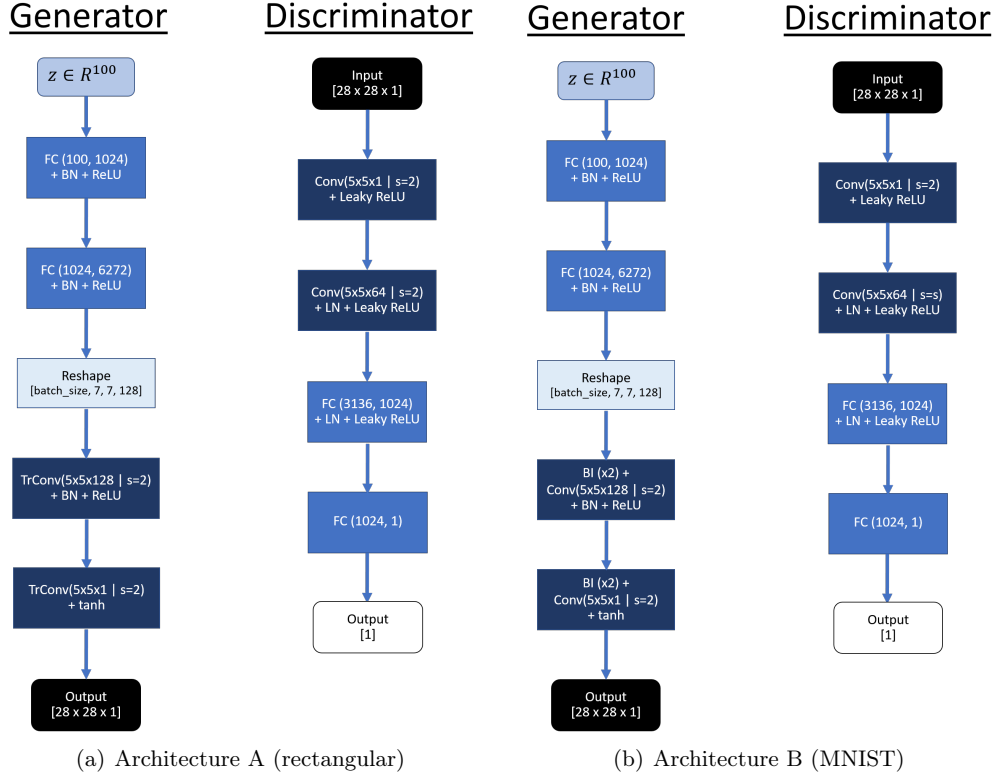 Generator
z ∈ R^100
FC (100, 1024)
+ BN + ReLU
FC (1024, 6272)
+ BN + ReLU
Reshape
[batch_size, 7, 7, 128]
TrConv(5x5x128 | s=2)
+ BN + ReLU
TrConv(5x5x1 | s=2)
+ tanh
Output
[28 x 28 x 1]
Discriminator
Input
[28 x 28 x 1]
Conv(5x5x1 | s=2)
+ Leaky ReLU
Conv(5x5x64 | s=2)
+ LN + Leaky ReLU
FC (3136, 1024)
+ LN + Leaky ReLU
FC (1024, 1)
Output
[1]
(a) Architecture A (rectangular)
Generator
z ∈ R^100
FC (100, 1024)
+ BN + ReLU
FC (1024, 6272)
+ BN + ReLU
Reshape
[batch_size, 7, 7, 128]
BI (x2) +
Conv(5x5x128 | s=2)
+ BN + ReLU
BI (x2) +
Conv(5x5x1 | s=2)
+ tanh
Output
[28 x 28 x 1]
Discriminator
Input
[28 x 28 x 1]
Conv(5x5x1 | s=2)
+ Leaky ReLU
Conv(5x5x64 | s=s)
+ LN + Leaky ReLU
FC (3136, 1024)
+ LN + Leaky ReLU
FC (1024, 1)
Output
[1]
(b) Architecture B (MNIST)